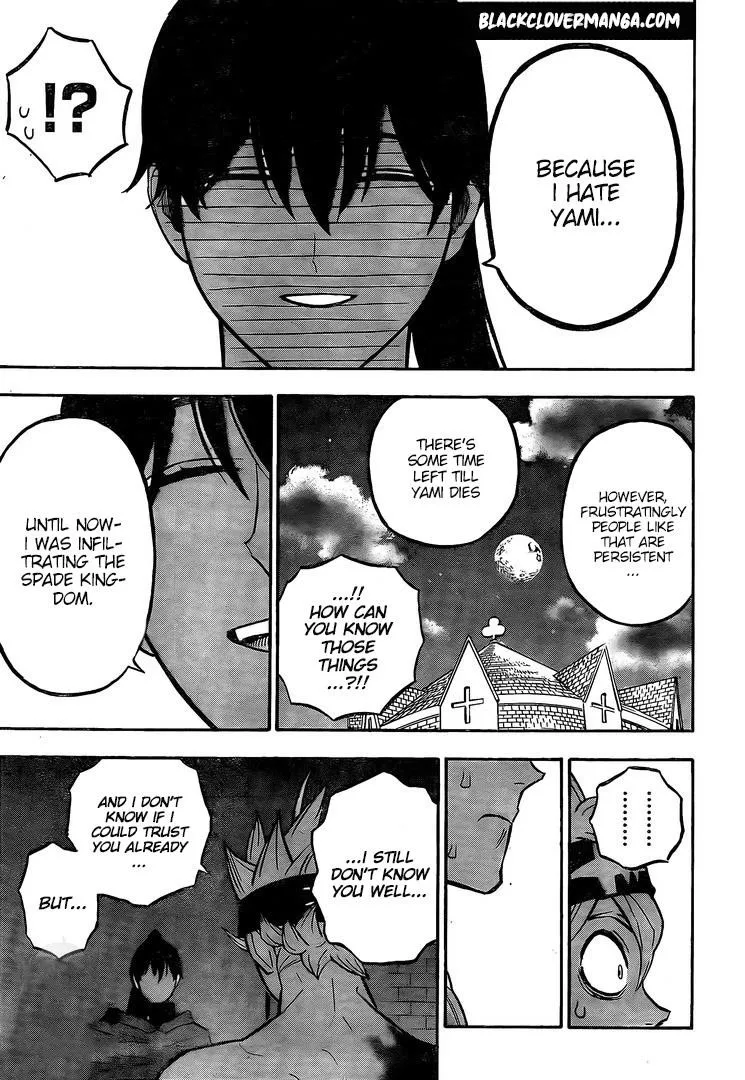 BLACKCLOVERMANGA.COM
BECAUSE
I HATE
YAMI...
!?
HOWEVER,
FRUSTRATINGLY
PEOPLE LIKE
THAT ARE
PERSISTENT
...
THERE'S
SOME TIME
LEFT TILL
YAMI DIES
...!!
HOW CAN
YOU KNOW
THOSE
THINGS
...?!!
UNTIL NOW-
I WAS INFIL-
TRATING THE
SPADE KING-
DOM.
......
...I STILL
DON'T KNOW
YOU WELL...
AND I DON'T
KNOW IF I
COULD TRUST
YOU ALREADY
...
BUT...